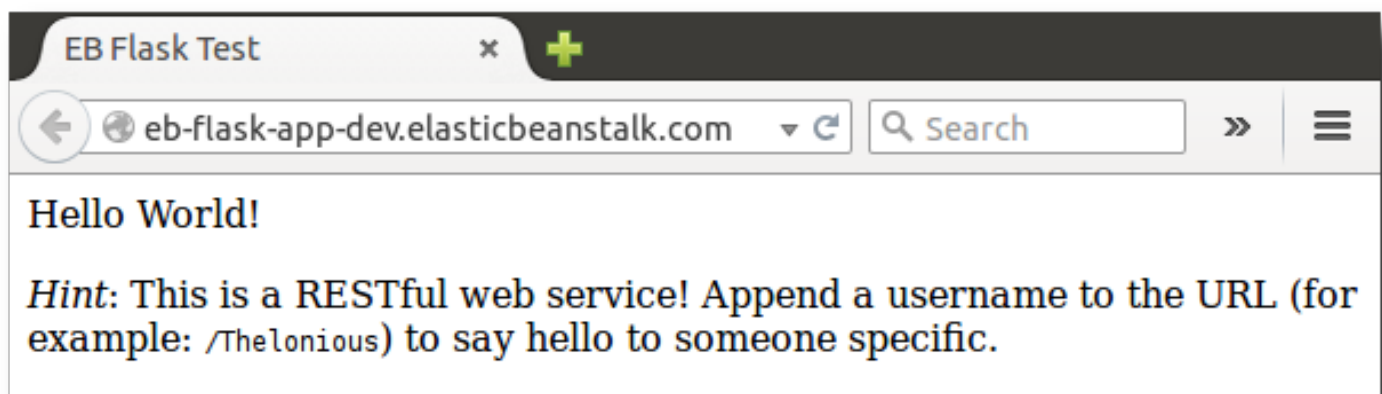 EB Flask Test
eb-flask-app-dev.elasticbeanstalk.com
Search
Hello World!
Hint: This is a RESTful web service! Append a username to the URL (for
example: /Thelonious) to say hello to someone specific.